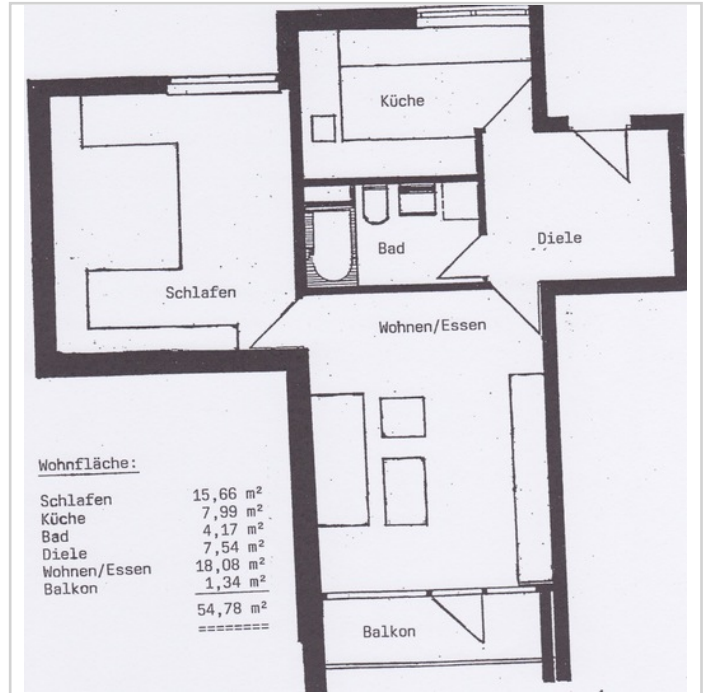 Küche
Bad
Diele
Schlafen
Wohnen/Essen
Wohnfläche:
Schlafen 15,66 m²
Küche 7,99 m²
Bad 4,17 m²
Diele 7,54 m²
Wohnen/Essen 18,08 m²
Balkon 1,34 m²
54,78 m²
========
Balkon